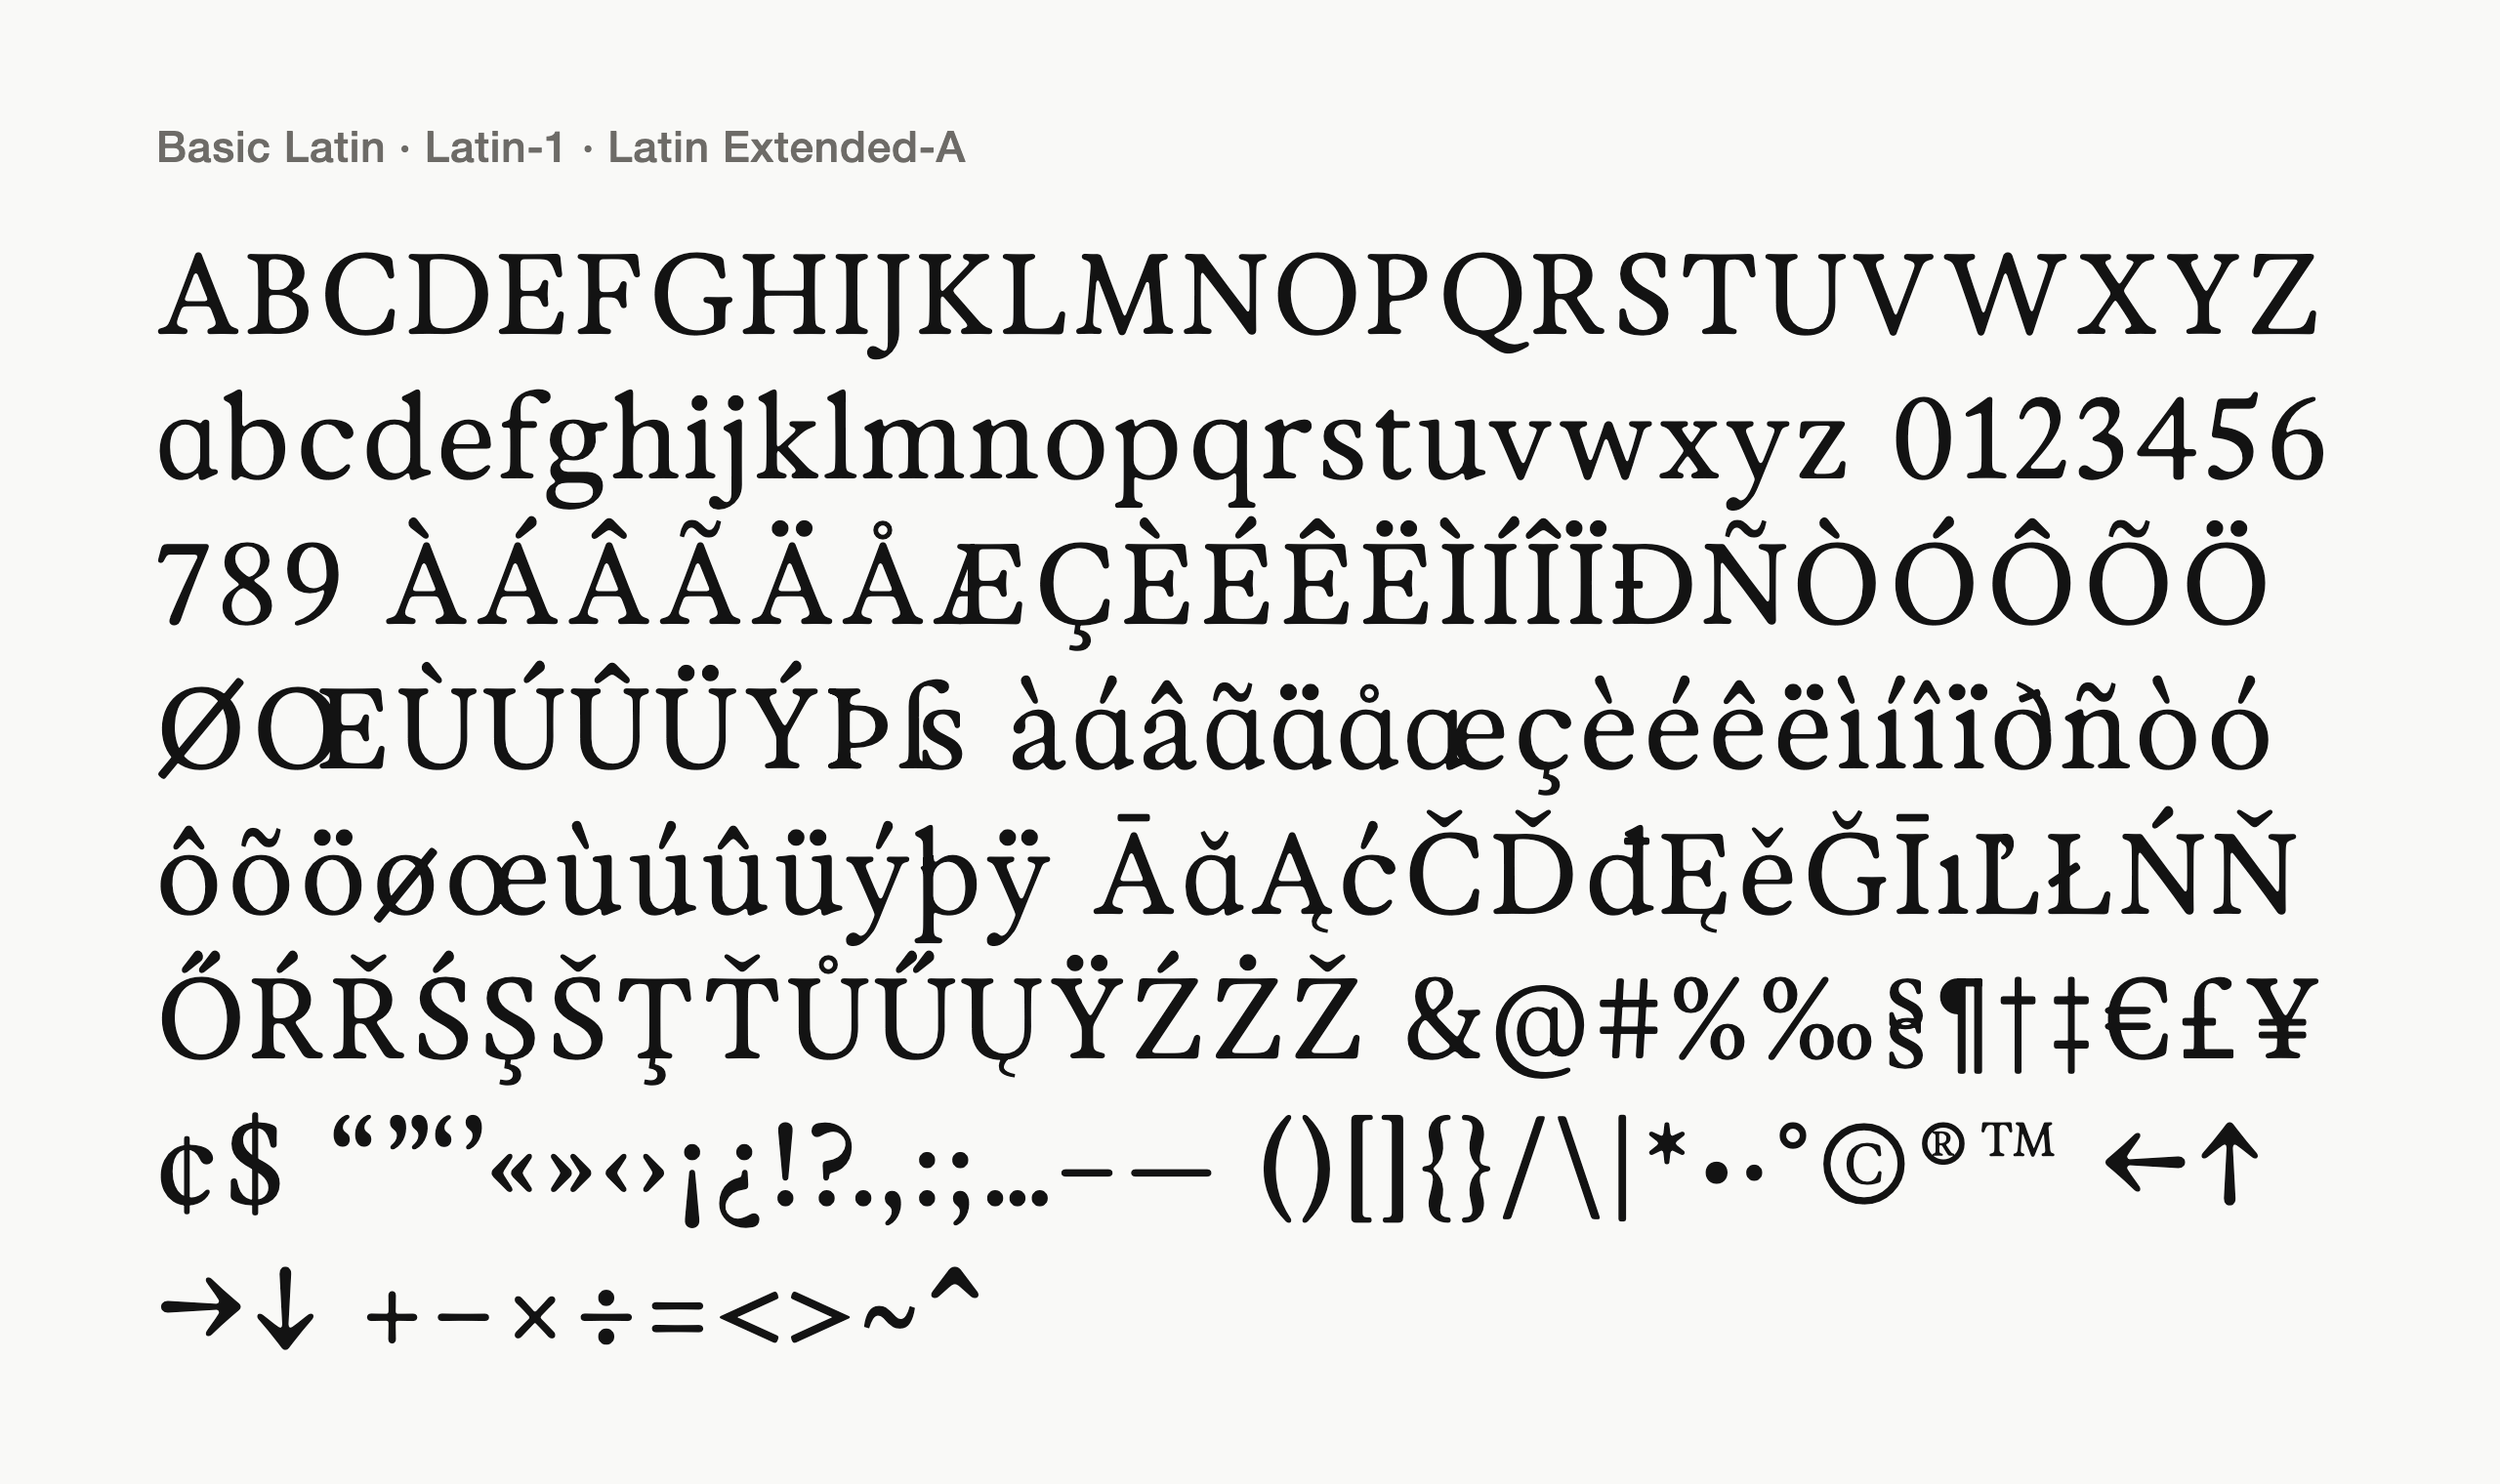 Basic Latin · Latin-1 · Latin Extended-A
ABCDEFGHIJKLMNOPQRSTUVWXYZ
abcdefghijklmnopqrstuvwxyz 0123456
789 ÀÁÂÃÄÅÆÇÈÉÊËÌÍÎÏÐÑÒÓÔÕÖ
ØŒÙÚÛÜÝÞß àáâãäåæçèéêëìíîïðñòó
ôõöøœùúûüýþÿ ĀăĄćČĎđĘěĞĪıĽŁŃŇ
ŐŔŘŚŞŠŢŤŮŰŲŸŹŻŽ &@#%‰§¶†‡€£¥
¢$ “”‘’«»‹›¡¿!?.,:;…–— ()[]{}/\|*•·°©®™ ←↑
→↓ +−×÷=<>~^